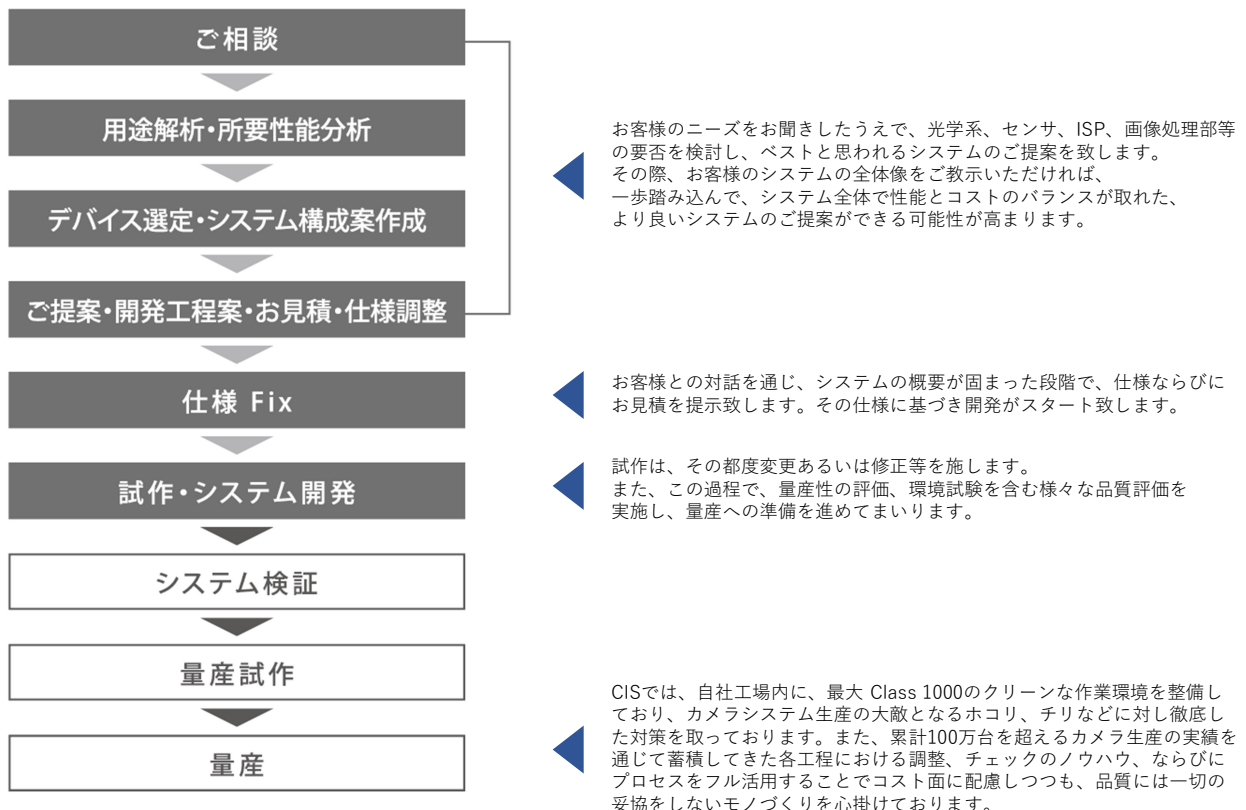 ご相談
用途解析・所要性能分析
デバイス選定・システム構成案作成
ご提案・開発工程案・お見積・仕様調整
お客様のニーズをお聞きしたうえで、光学系、センサ、ISP、画像処理部等
の要否を検討し、ベストと思われるシステムのご提案を致します。
その際、お客様のシステムの全体像をご教示いただければ、
一歩踏み込んで、システム全体で性能とコストのバランスが取れた、
より良いシステムのご提案ができる可能性が高まります。
仕様 Fix
お客様との対話を通じ、システムの概要が固まった段階で、仕様ならびに
お見積を提示致します。その仕様に基づき開発がスタート致します。
試作・システム開発
試作は、その都度変更あるいは修正等を施します。
また、この過程で、量産性の評価、環境試験を含む様々な品質評価を
実施し、量産への準備を進めてまいります。
システム検証
量産試作
量産
CISでは、自社工場内に、最大 Class 1000のクリーンな作業環境を整備し
ており、カメラシステム生産の大敵となるホコリ、チリなどに対し徹底し
た対策を取っております。また、累計100万台を超えるカメラ生産の実績を
通じて蓄積してきた各工程における調整、チェックのノウハウ、ならびに
プロセスをフル活用することでコスト面に配慮しつつも、品質には一切の
妥協をしないモノづくりを心掛けております。